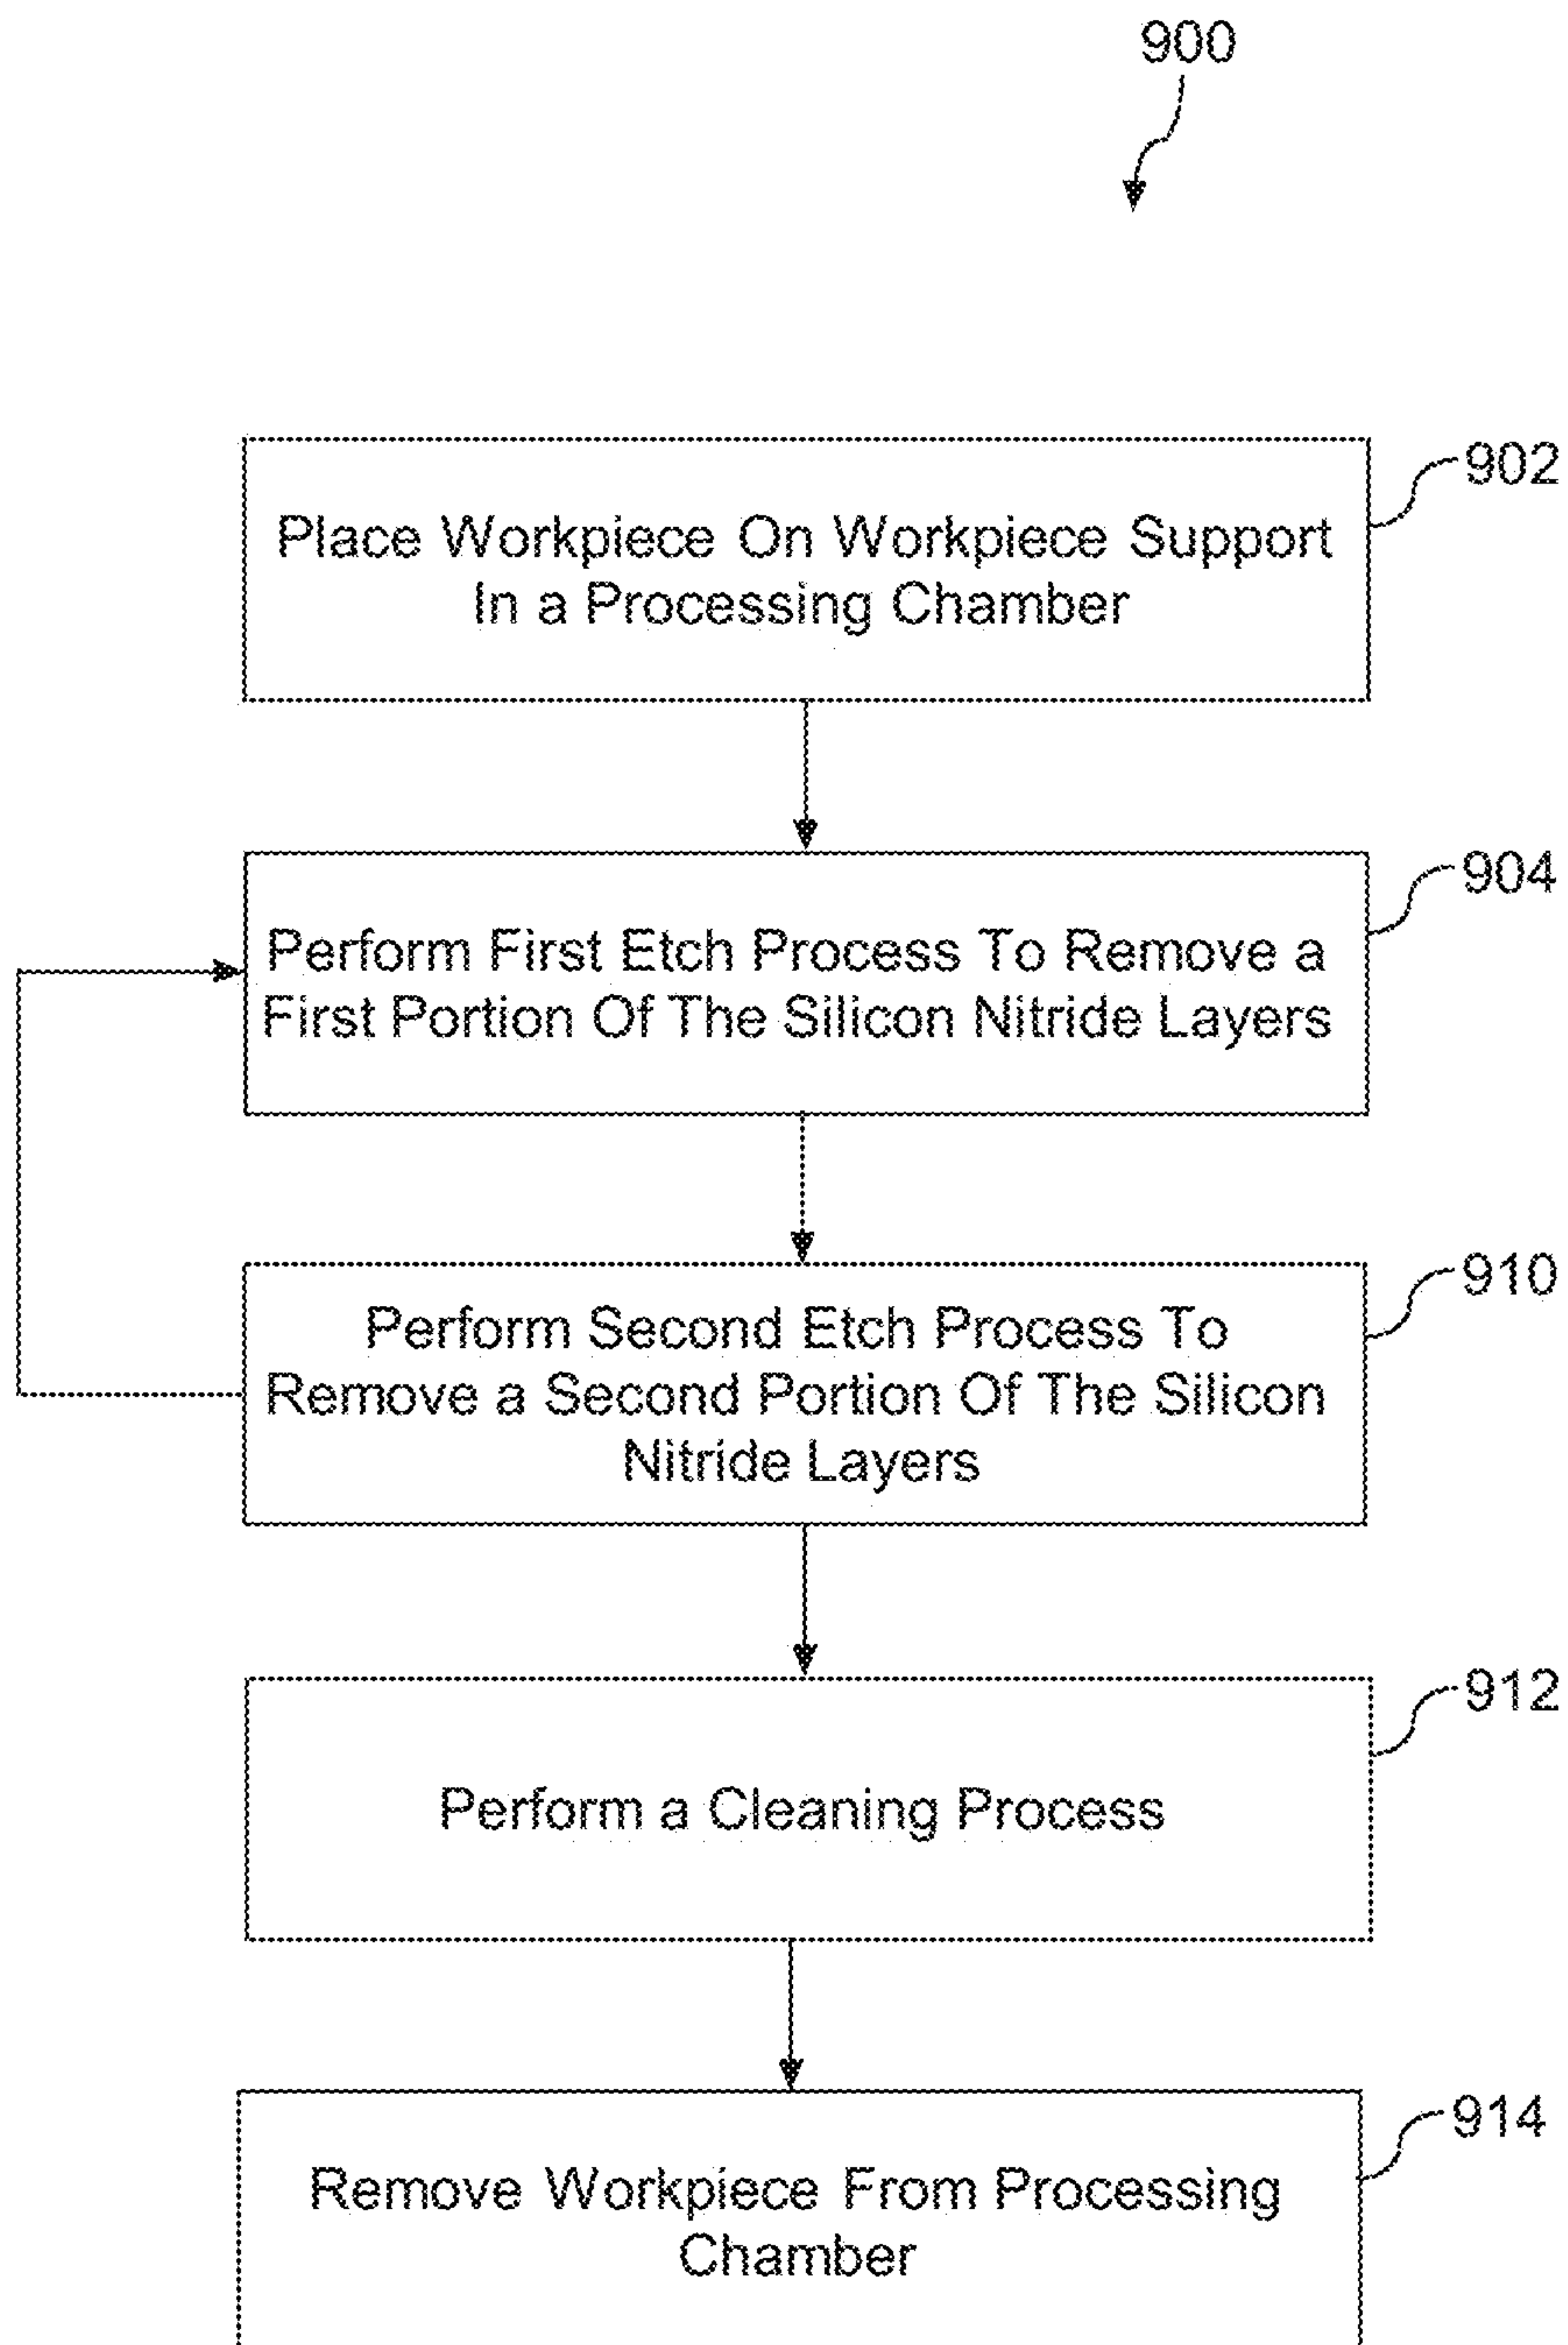 900
902
Place Workpiece On Workpiece Support
In a Processing Chamber
904
Perform First Etch Process To Remove a
First Portion Of The Silicon Nitride Layers
910
Perform Second Etch Process To
Remove a Second Portion Of The Silicon
Nitride Layers
912
Perform a Cleaning Process
914
Remove Workpiece From Processing
Chamber